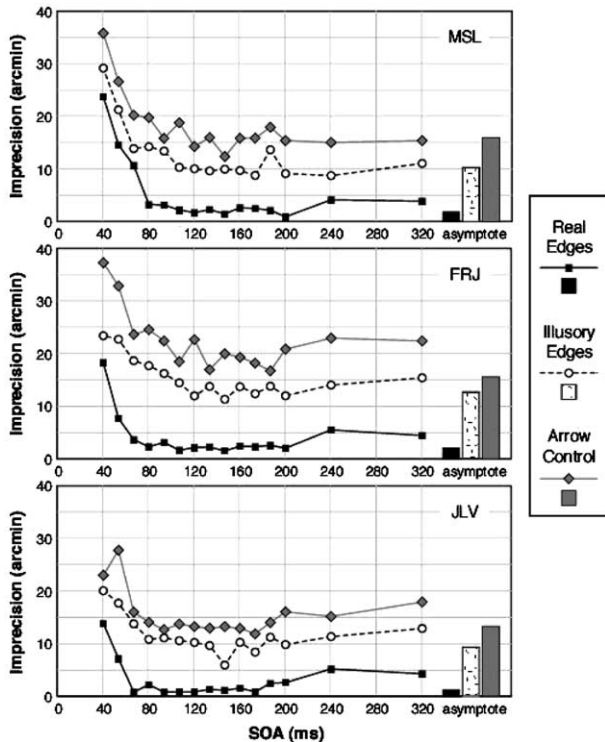 40
MSL
30
20
10
0
Imprecision (arcmin)
0 40 80 120 160 200 240 280 320 asymptote
40
FRJ
30
20
10
0
Imprecision (arcmin)
0 40 80 120 160 200 240 280 320 asymptote
40
JLV
30
20
10
0
Imprecision (arcmin)
0 40 80 120 160 200 240 280 320 asymptote
SOA (ms)
Real
Edges
Illusory
Edges
Arrow
Control